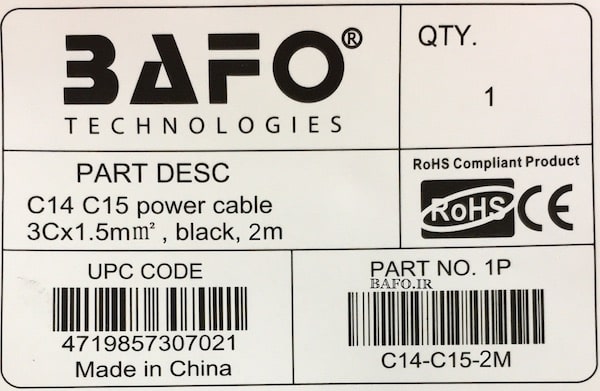 BAFO®
TECHNOLOGIES
QTY.
1
PART DESC
C14 C15 power cable
3Cx1.5mm², black, 2m
RoHS Compliant Product
RoHS CE
UPC CODE
4719857307021
Made in China
PART NO. 1P
BAFO.IR
C14-C15-2M